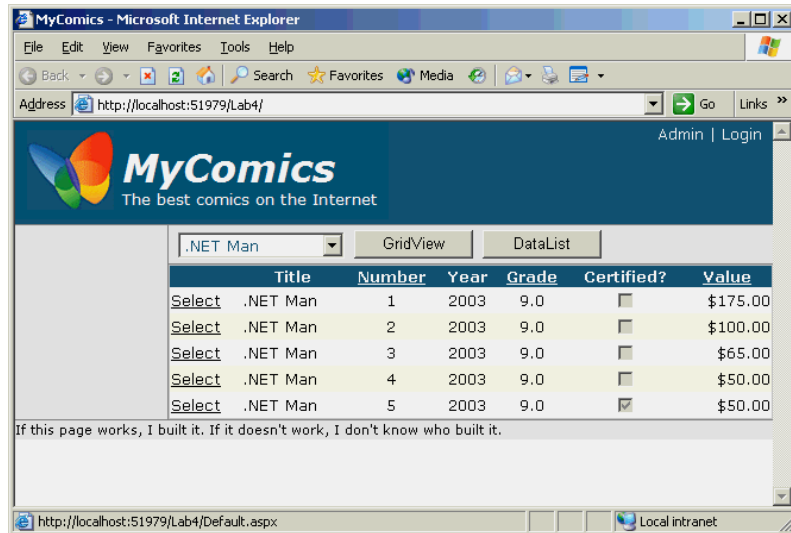 MyComics - Microsoft Internet Explorer
File Edit View Favorites Tools Help
Back Search Favorites Media
Address http://localhost:51979/Lab4/ Go Links »
Admin | Login
MyComics
The best comics on the Internet
.NET Man GridView DataList
Title Number Year Grade Certified? Value
Select .NET Man 1 2003 9.0 $175.00
Select .NET Man 2 2003 9.0 $100.00
Select .NET Man 3 2003 9.0 $65.00
Select .NET Man 4 2003 9.0 $50.00
Select .NET Man 5 2003 9.0 $50.00
If this page works, I built it. If it doesn't work, I don't know who built it.
http://localhost:51979/Lab4/Default.aspx Local intranet